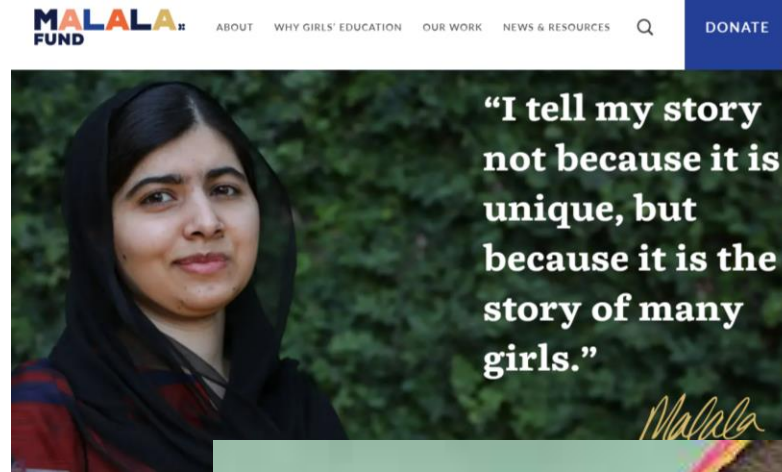 MALALA
FUND
ABOUT WHY GIRLS' EDUCATION OUR WORK NEWS & RESOURCES DONATE
“I tell my story
not because it is
unique, but
because it is the
story of many
girls.”
Malala